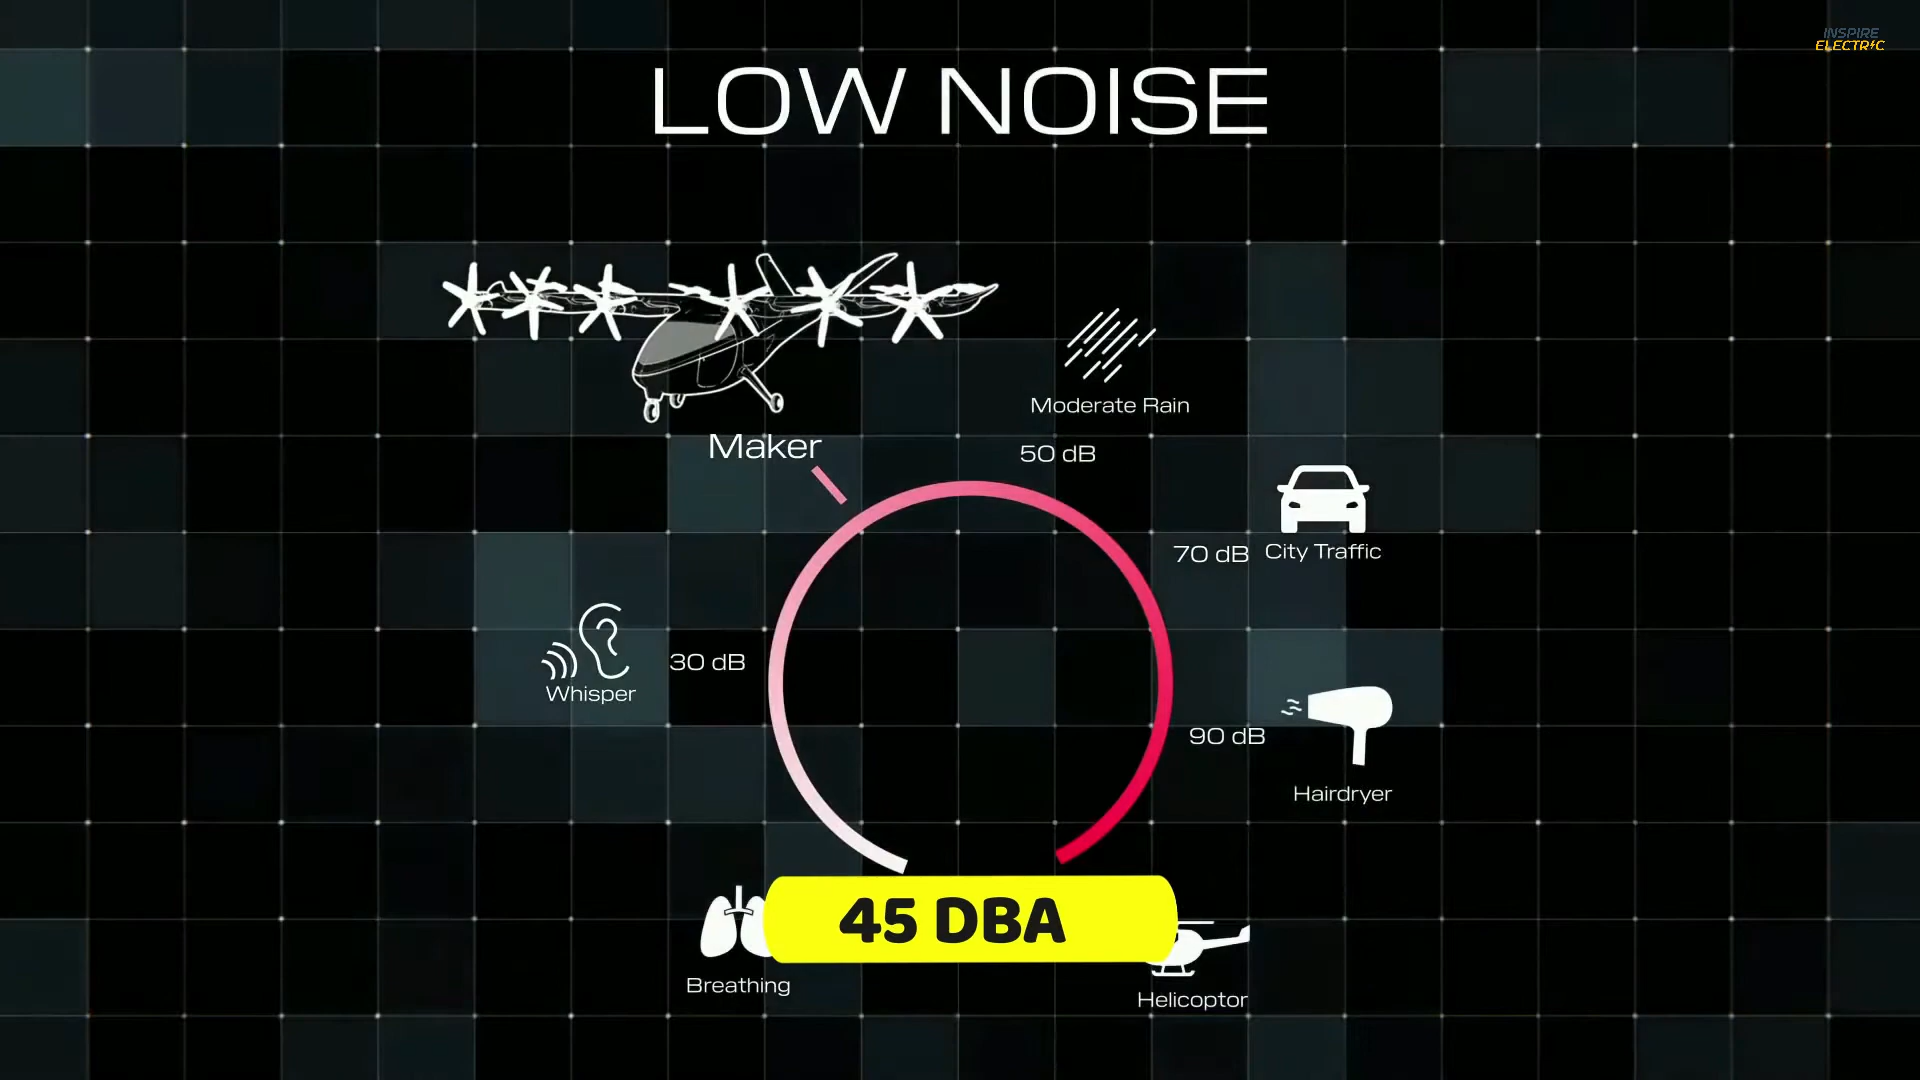 INSPIRE
ELECTRIC
LOW NOISE
Moderate Rain
Maker
50 dB
70 dB City Traffic
30 dB
Whisper
90 dB
Hairdryer
45 DBA
Breathing
Helicoptor